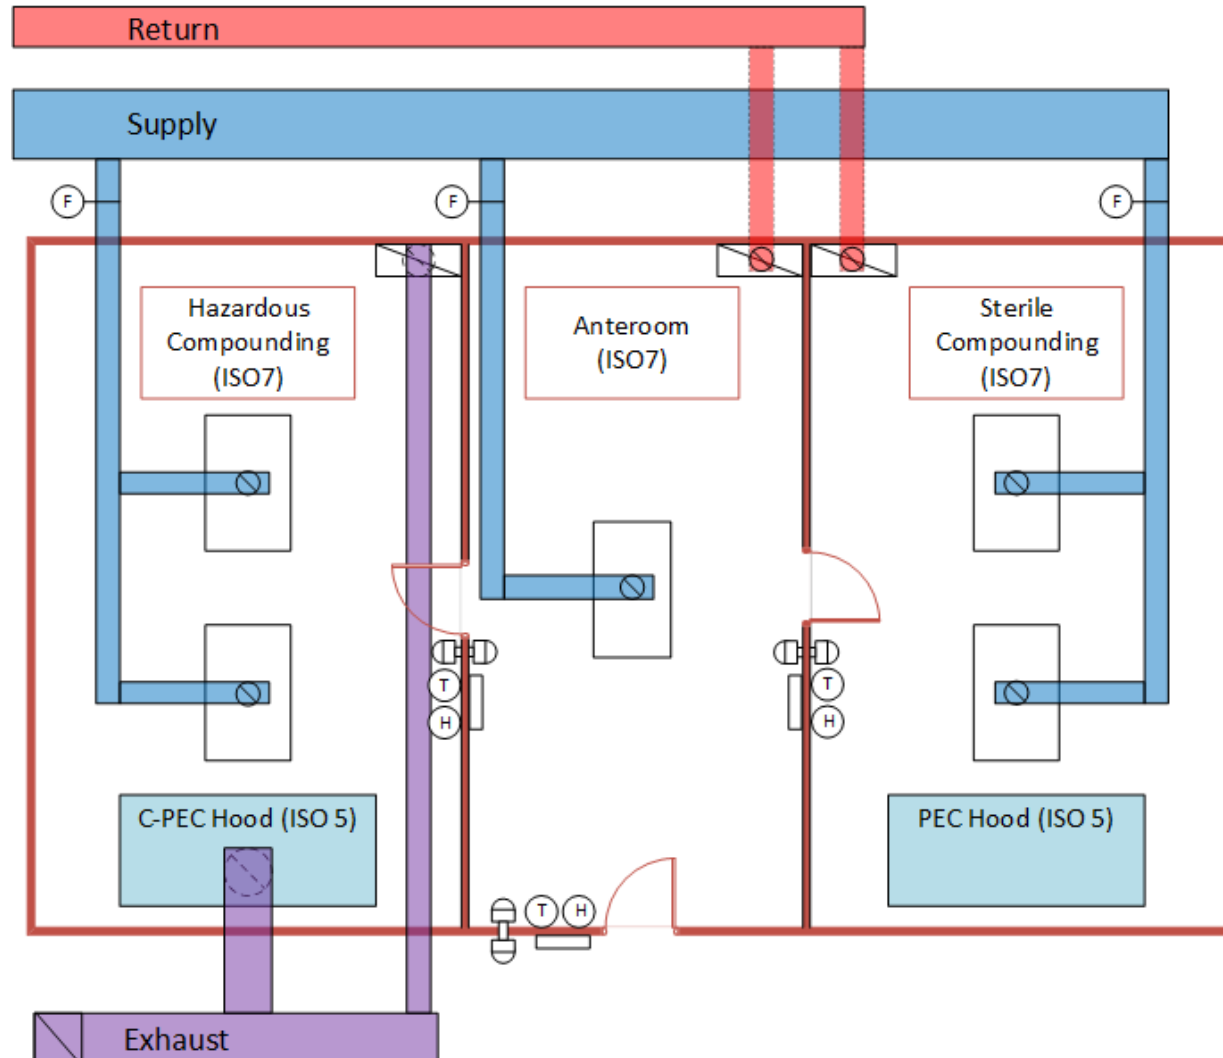 Return
Supply
F
F
F
Hazardous
Compounding
(ISO7)
Anteroom
(ISO7)
Sterile
Compounding
(ISO7)
T
H
T
H
C-PEC Hood (ISO 5)
PEC Hood (ISO 5)
T H
Exhaust